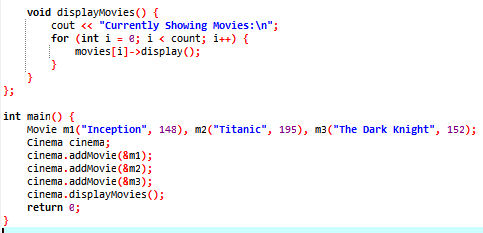 void displayMovies() {
cout << "Currently Showing Movies:\n";
for (int i = 0; i < count; i++) {
movies[i]->display();
}
}
};
int main() {
Movie m1("Inception", 148), m2("Titanic", 195), m3("The Dark Knight", 152);
Cinema cinema;
cinema.addMovie(&m1);
cinema.addMovie(&m2);
cinema.addMovie(&m3);
cinema.displayMovies();
return 0;
}